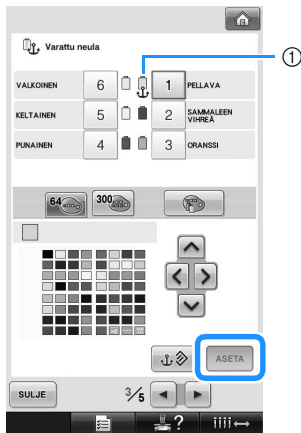 Varattu neula
①
VALKOINEN 6 1 PELLAVA
KELTAINEN 5 2 SAMMALEEN VIHREÄ
PUNAINEN 4 3 ORANSSI
64 300
ASETA
SULJE 3/5
?